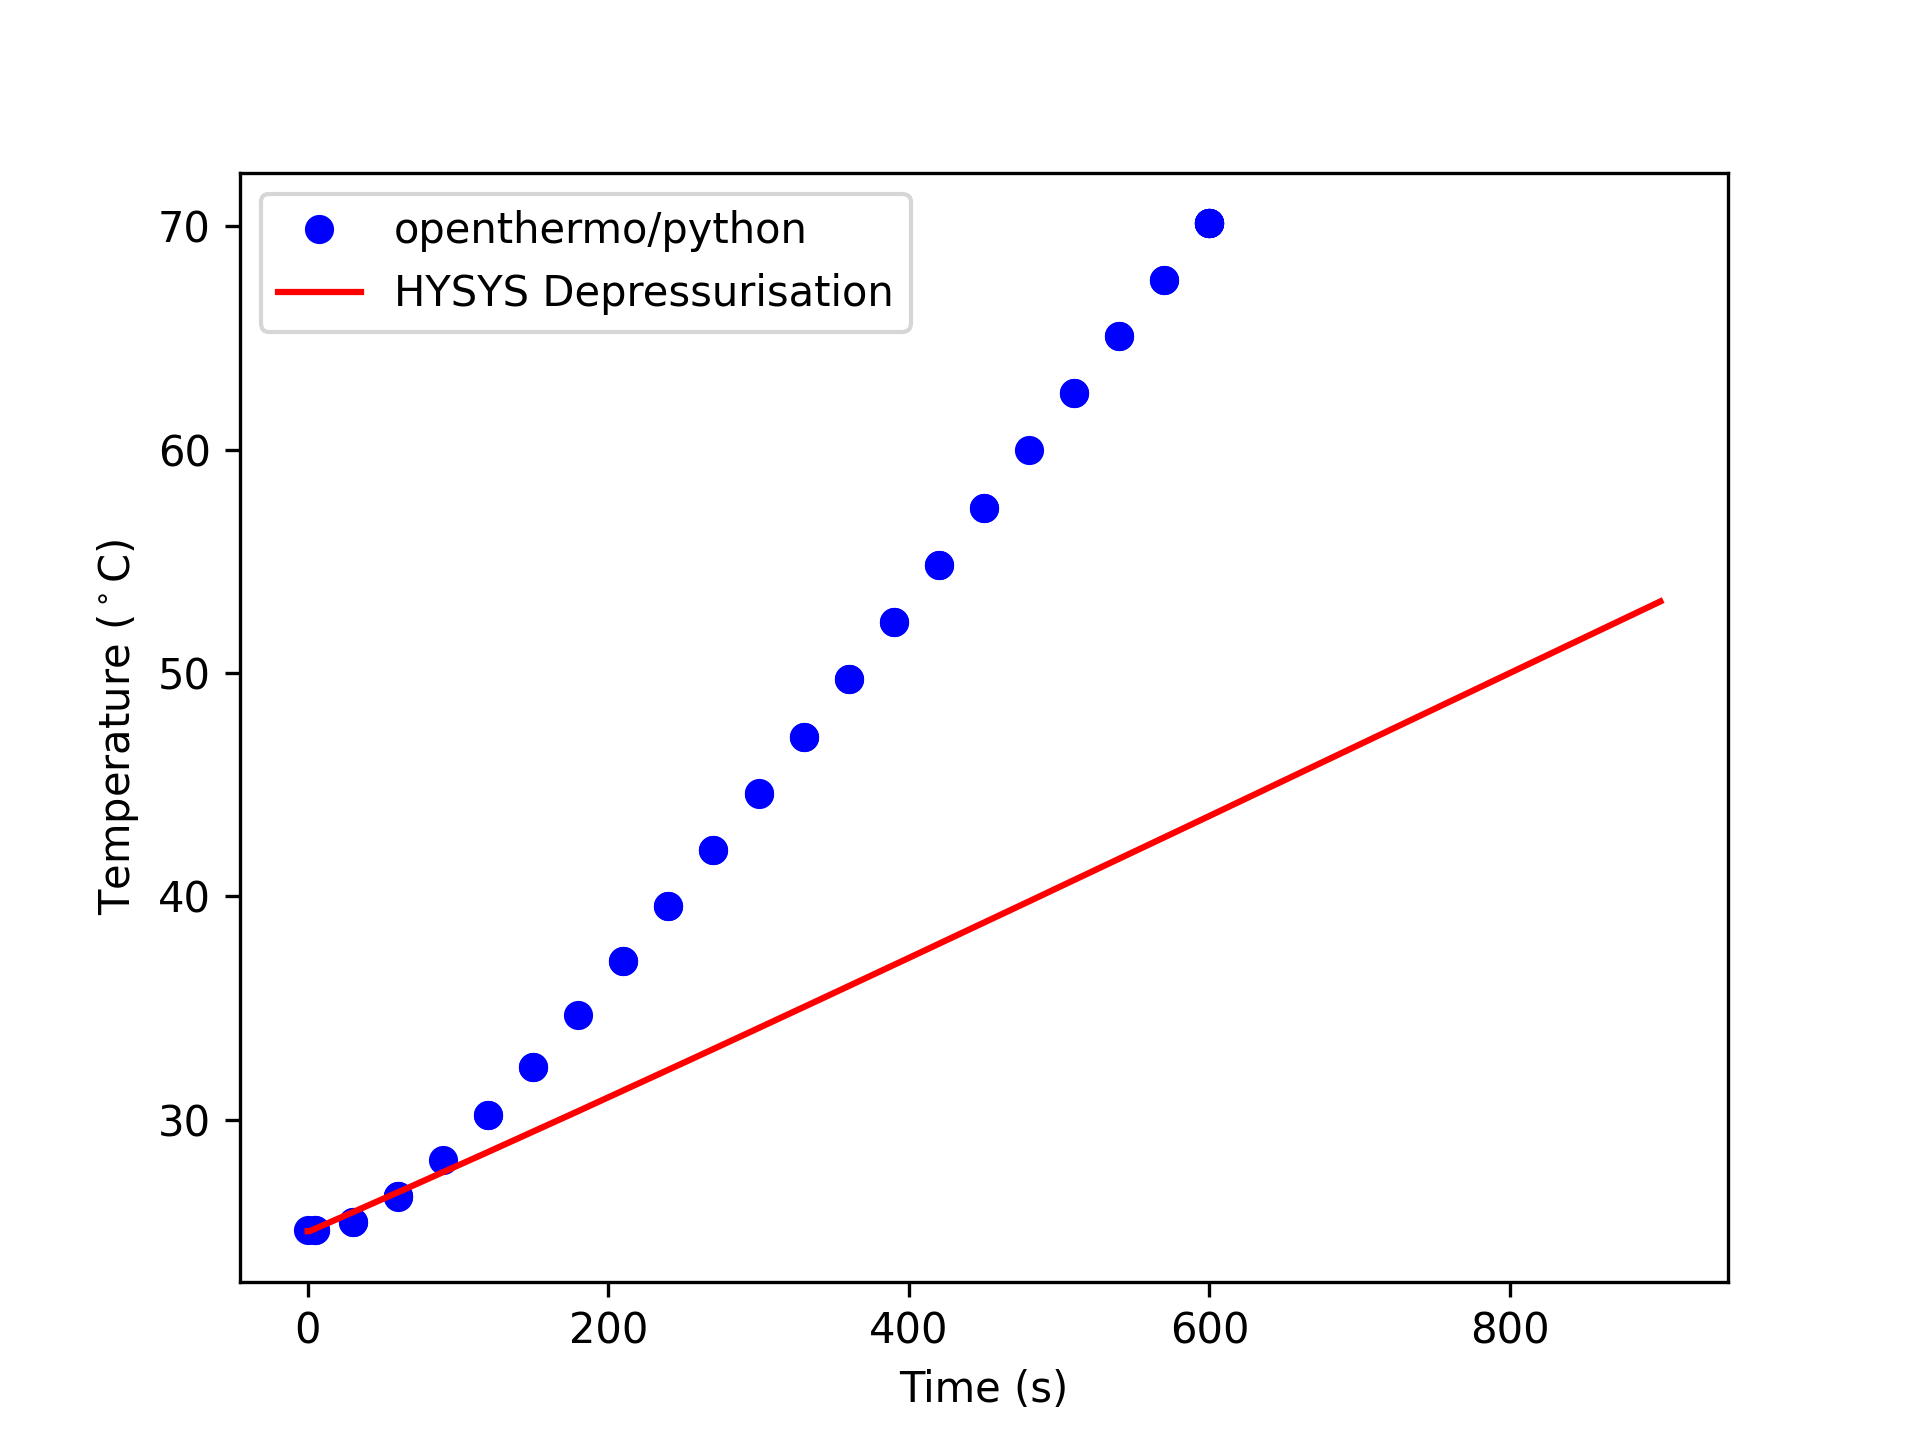 openthermo/python
HYSYS Depressurisation
70
60
50
40
30
Temperature (°C)
0 200 400 600 800
Time (s)